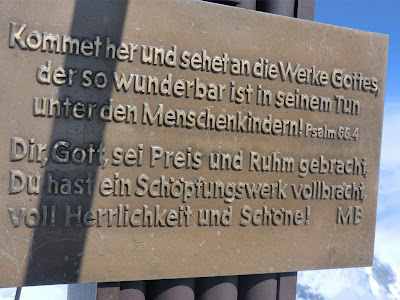 Kommet her und sehet an die Werke Gottes,
der so wunderbar ist in seinem Tun
unter den Menschenkindern! Psalm 66.4
Dir, Gott, sei Preis und Ruhm gebracht,
Du hast ein Schöpfungswerk vollbracht,
voll Herrlichkeit und Schöne! MB